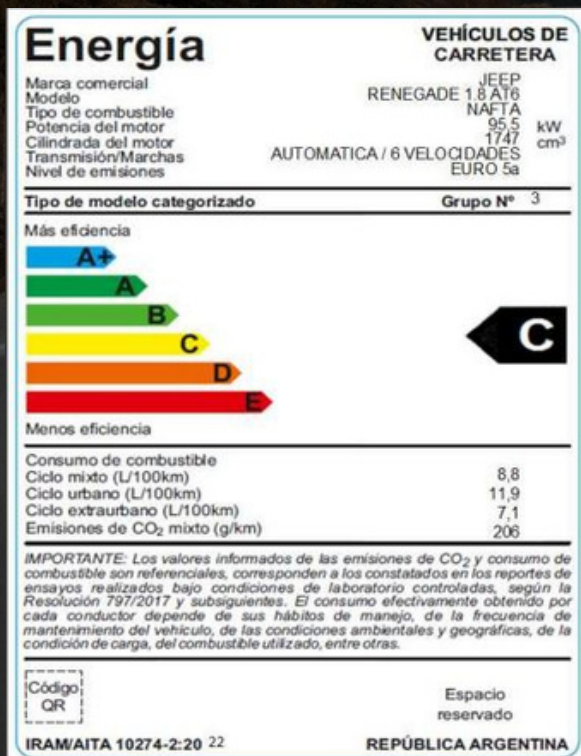 Energía
VEHÍCULOS DE
CARRETERA
Marca comercial JEEP
Modelo RENEGADE 1.8 AT6
Tipo de combustible NAFTA
Potencia del motor 95,5 kW
Cilindrada del motor 1747 cm³
Transmisión/Marchas AUTOMATICA / 6 VELOCIDADES
Nivel de emisiones EURO 5a
Tipo de modelo categorizado Grupo Nº 3
Más eficiencia
A+
A
B
C C
D
E
Menos eficiencia
Consumo de combustible
Ciclo mixto (L/100km) 8,8
Ciclo urbano (L/100km) 11,9
Ciclo extraurbano (L/100km) 7,1
Emisiones de CO₂ mixto (g/km) 206
IMPORTANTE: Los valores informados de las emisiones de CO₂ y consumo de
combustible son referenciales, corresponden a los constatados en los reportes de
ensayos realizados bajo condiciones de laboratorio controladas, según la
Resolución 797/2017 y subsiguientes. El consumo efectivamente obtenido por
cada conductor depende de sus hábitos de manejo, de la frecuencia de
mantenimiento del vehículo, de las condiciones ambientales y geográficas, de la
condición de carga, del combustible utilizado, entre otras.
Código
QR
Espacio
reservado
IRAM/AITA 10274-2:20 22 REPÚBLICA ARGENTINA